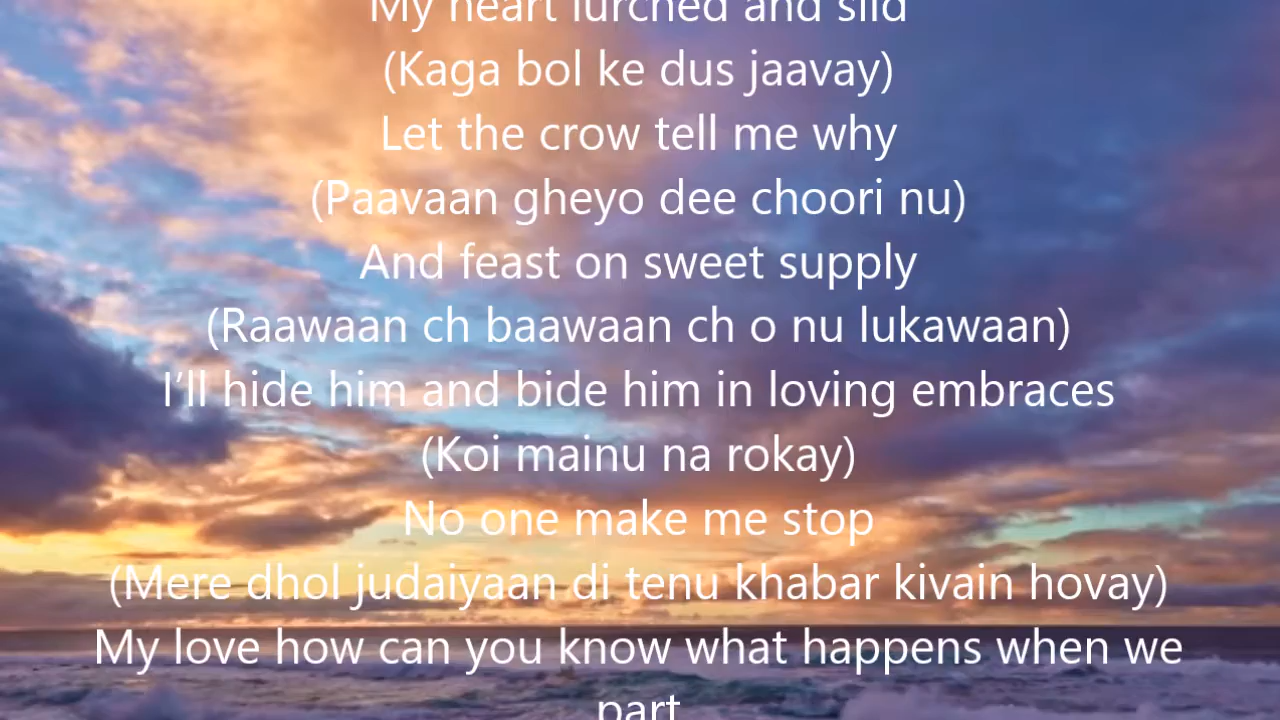 My heart lurched and slid
(Kaga bol ke dus jaavay)
Let the crow tell me why
(Paavaan gheyo dee choori nu)
And feast on sweet supply
(Raawaan ch baawaan ch o nu lukawaan)
I’ll hide him and bide him in loving embraces
(Koi mainu na rokay)
No one make me stop
(Mere dhol judaiyaan di tenu khabar kivain hovay)
My love how can you know what happens when we
part